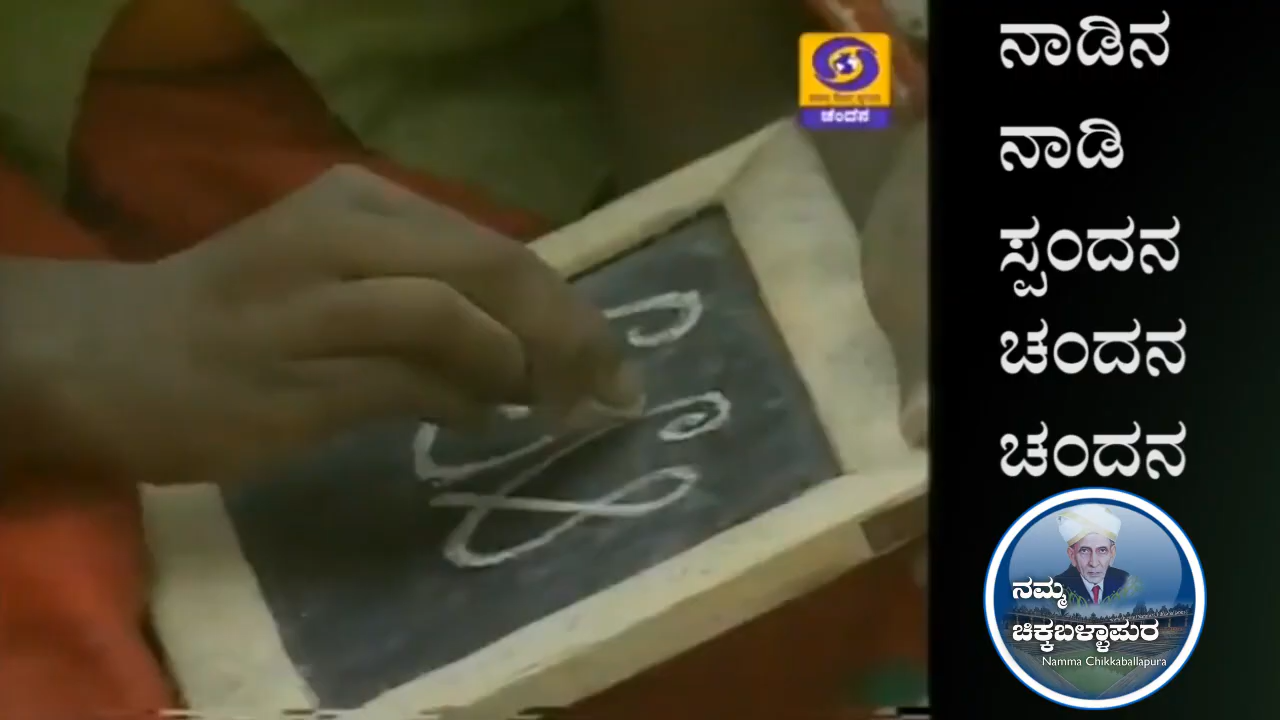 ನಾಡಿನ
ನಾಡಿ
ಸ್ಪಂದನ
ಚಂದನ
ಚಂದನ
ಚಂದನ
ನಮ್ಮ
ಚಿಕ್ಕಬಳ್ಳಾಪುರ
Namma Chikkaballapura